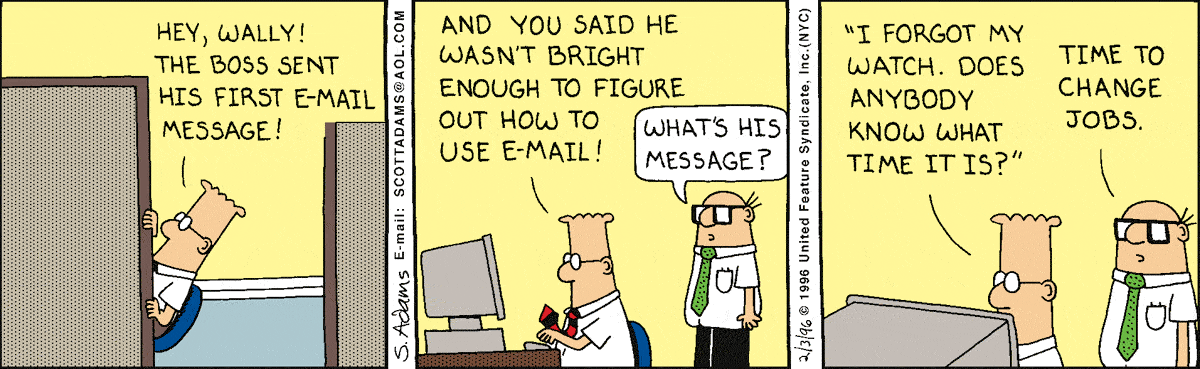 HEY, WALLY!
THE BOSS SENT
HIS FIRST E-MAIL
MESSAGE!
S. Adams E-mail: SCOTTADAMS@AOL.COM
AND YOU SAID HE
WASN'T BRIGHT
ENOUGH TO FIGURE
OUT HOW TO
USE E-MAIL!
WHAT'S HIS
MESSAGE?
2/3/96 © 1996 United Feature Syndicate, Inc.(NYC)
"I FORGOT MY
WATCH. DOES
ANYBODY
KNOW WHAT
TIME IT IS?"
TIME TO
CHANGE
JOBS.